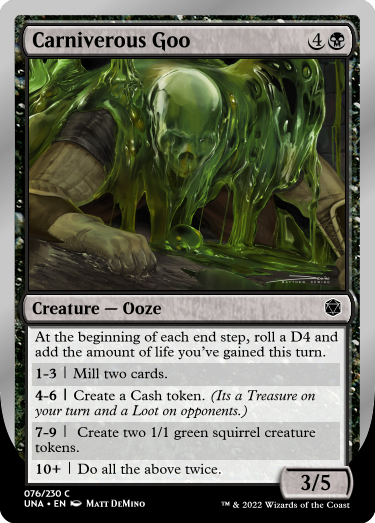 Carniverous Goo 4
MATTHEW DEMINO
Creature — Ooze
At the beginning of each end step, roll a D4 and
add the amount of life you've gained this turn.
1-3 | Mill two cards.
4-6 | Create a Cash token. (Its a Treasure on
your turn and a Loot on opponents.)
7-9 | Create two 1/1 green squirrel creature
tokens.
10+ | Do all the above twice.
3/5
076/230 C
UNA • EN Matt DeMino
™ & 2022 Wizards of the Coast